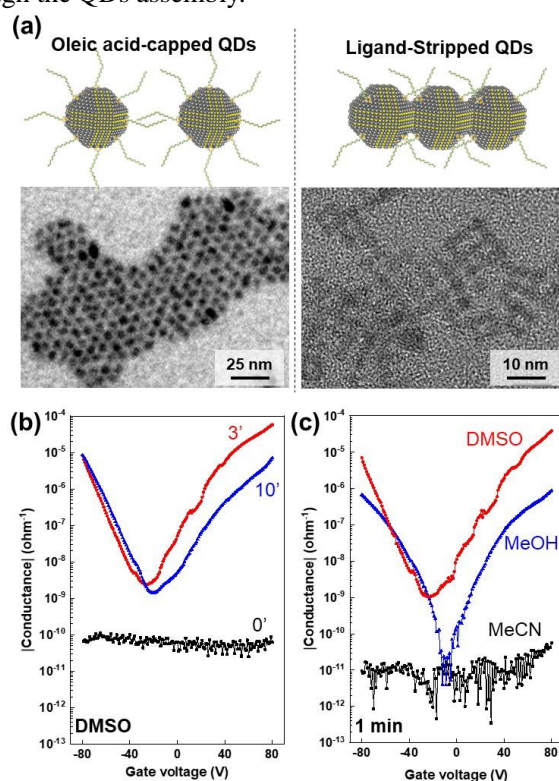 gh the QDs assembly.
(a)
Oleic acid-capped QDs
Ligand-Stripped QDs
25 nm
10 nm
(b)
(c)
10⁻⁴
10⁻⁵
10⁻⁶
10⁻⁷
10⁻⁸
10⁻⁹
10⁻¹⁰
10⁻¹¹
10⁻¹²
10⁻¹³
|Conductance| (ohm⁻¹)
3'
10'
0'
DMSO
-80 -40 0 40 80
Gate voltage (V)
10⁻⁴
10⁻⁵
10⁻⁶
10⁻⁷
10⁻⁸
10⁻⁹
10⁻¹⁰
10⁻¹¹
10⁻¹²
10⁻¹³
|Conductance| (ohm⁻¹)
DMSO
MeOH
MeCN
1 min
-80 -40 0 40 80
Gate voltage (V)